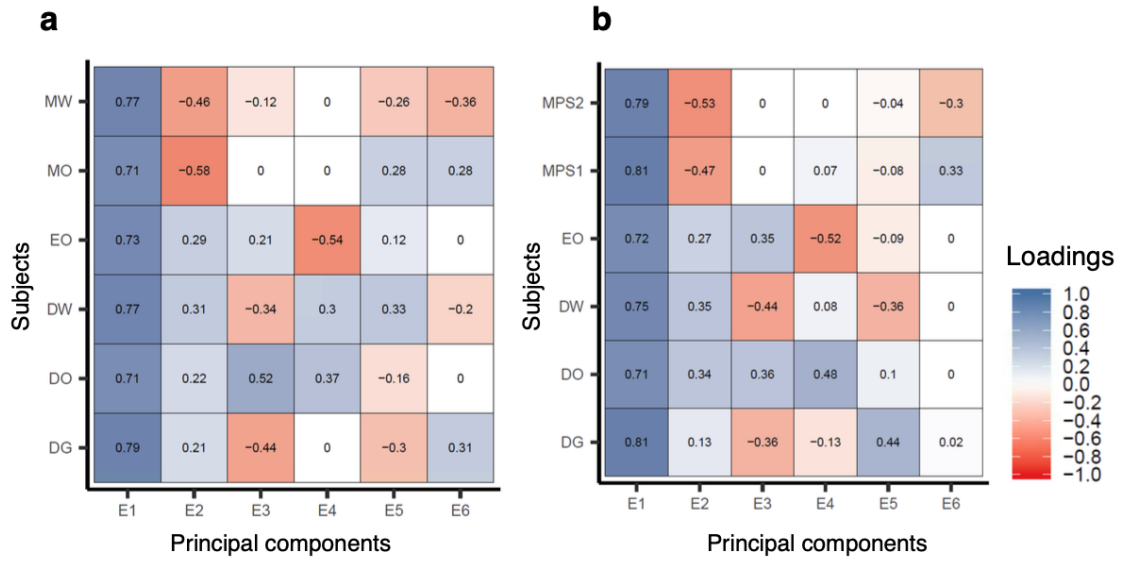 a
Subjects
MW 0.77 −0.46 −0.12 0 −0.26 −0.36
MO 0.71 −0.58 0 0 0.28 0.28
EO 0.73 0.29 0.21 −0.54 0.12 0
DW 0.77 0.31 −0.34 0.3 0.33 −0.2
DO 0.71 0.22 0.52 0.37 −0.16 0
DG 0.79 0.21 −0.44 0 −0.3 0.31
E1 E2 E3 E4 E5 E6
Principal components
b
Subjects
MPS2 0.79 −0.53 0 0 −0.04 −0.3
MPS1 0.81 −0.47 0 0.07 −0.08 0.33
EO 0.72 0.27 0.35 −0.52 −0.09 0
DW 0.75 0.35 −0.44 0.08 −0.36 0
DO 0.71 0.34 0.36 0.48 0.1 0
DG 0.81 0.13 −0.36 −0.13 0.44 0.02
E1 E2 E3 E4 E5 E6
Principal components
Loadings
1.0
0.8
0.6
0.4
0.2
0.0
−0.2
−0.4
−0.6
−0.8
−1.0